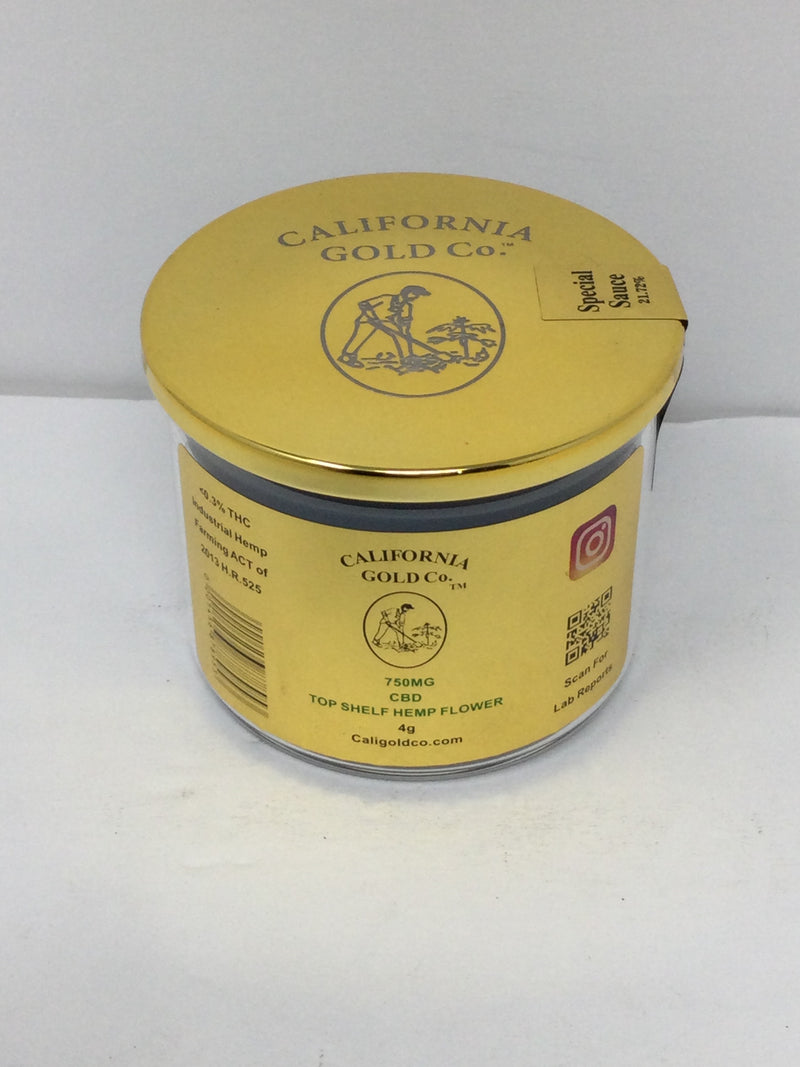 CALIFORNIA
GOLD Co.™
Special
Sauce
21.72%
<0.3% THC
Industrial Hemp
Farming ACT of
2013 H.R.525
CALIFORNIA
GOLD Co.™
750MG
CBD
TOP SHELF HEMP FLOWER
4g
Caligoldco.com
Scan For
Lab Reports